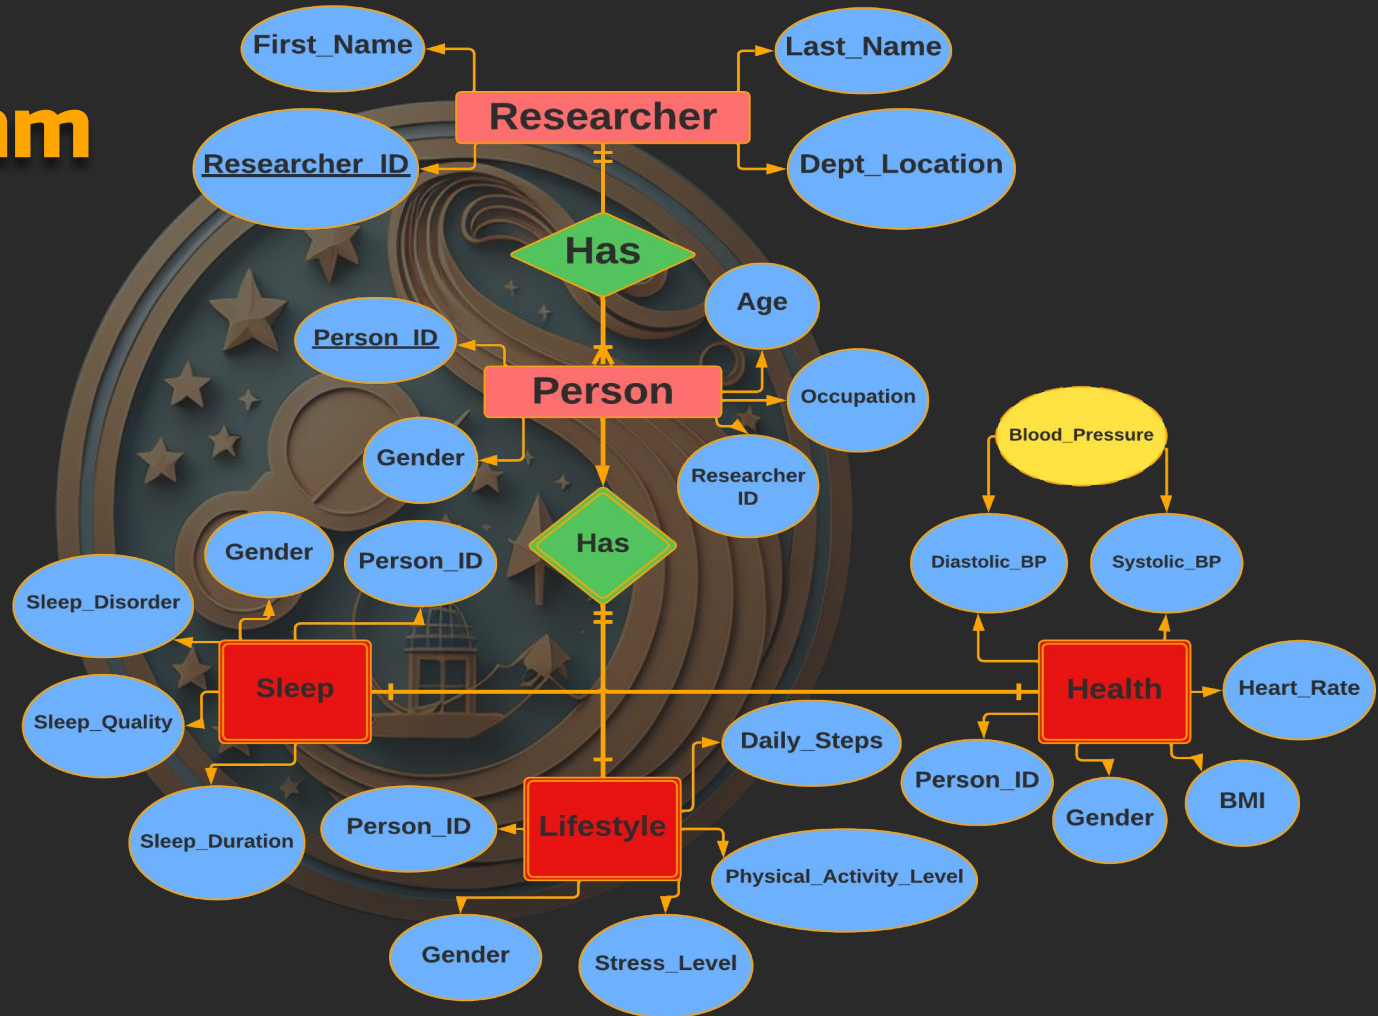 First_Name
Last_Name
am
Researcher
Researcher_ID
Dept_Location
Has
Age
Person_ID
Person
Occupation
Blood_Pressure
Gender
Researcher
ID
Has
Gender
Person_ID
Diastolic_BP
Systolic_BP
Sleep_Disorder
Sleep
Health
Heart_Rate
Sleep_Quality
Daily_Steps
Person_ID
BMI
Gender
Person_ID
Lifestyle
Sleep_Duration
Physical_Activity_Level
Gender
Stress_Level